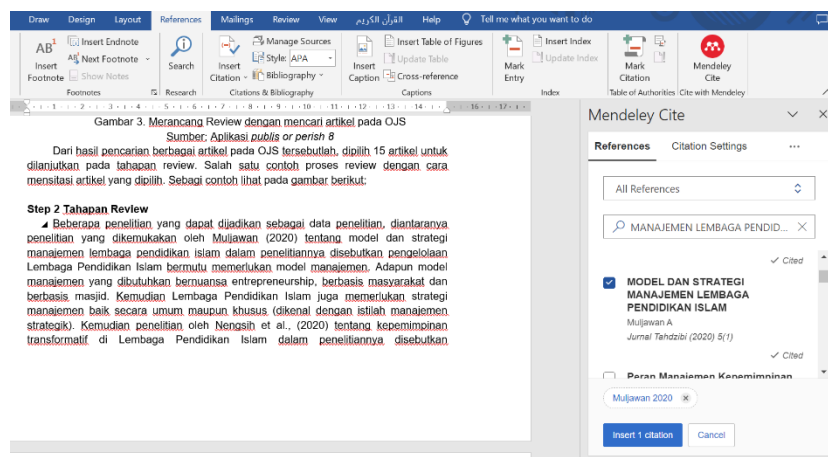 Draw Design Layout References Mailings Review View القرآن الكريم Help Tell me what you want to do
AB1 Insert Footnote
Insert Endnote
Next Footnote
Show Notes
Footnotes
Search
Research
Insert Citation
Manage Sources
Style: APA
Bibliography
Citations & Bibliography
Insert Caption
Insert Table of Figures
Update Table
Cross-reference
Captions
Mark Entry
Insert Index
Update Index
Index
Mark Citation
Table of Authorities
Mendeley Cite
Cite with Mendeley
Gambar 3. Merancang Review dengan mencari artikel pada OJS
Sumber: Aplikasi publis or perish 8
Dari hasil pencarian berbagai artikel pada OJS tersebutlah, dipilih 15 artikel untuk
dilanjutkan pada tahapan review. Salah satu contoh proses review dengan cara
mensitasi artikel yang dipilih. Sebagi contoh lihat pada gambar berikut:
Step 2 Tahapan Review
Beberapa penelitian yang dapat dijadikan sebagai data penelitian, diantaranya
penelitian yang dikemukakan oleh Muljawan (2020) tentang model dan strategi
manajemen lembaga pendidikan islam dalam penelitiannya disebutkan pengelolaan
Lembaga Pendidikan Islam bermutu memerlukan model manajemen, Adapun model
manajemen yang dibutuhkan bernuansa entrepreneurship, berbasis masyarakat dan
berbasis masjid. Kemudian Lembaga Pendidikan Islam juga memerlukan strategi
manajemen baik secara umum maupun khusus (dikenal dengan istilah manajemen
strategik). Kemudian penelitian oleh Nengsih et al., (2020) tentang kepemimpinan
transformatif di Lembaga Pendidikan Islam dalam penelitiannya disebutkan
Mendeley Cite
References Citation Settings
All References
MANAJEMEN LEMBAGA PENDID...
Cited
MODEL DAN STRATEGI
MANAJEMEN LEMBAGA
PENDIDIKAN ISLAM
Muljawan A
Jurnal Tahdzibi (2020) 5(1)
Cited
Peran Manajemen Kepemimpinan
Muljawan 2020
Insert 1 citation Cancel